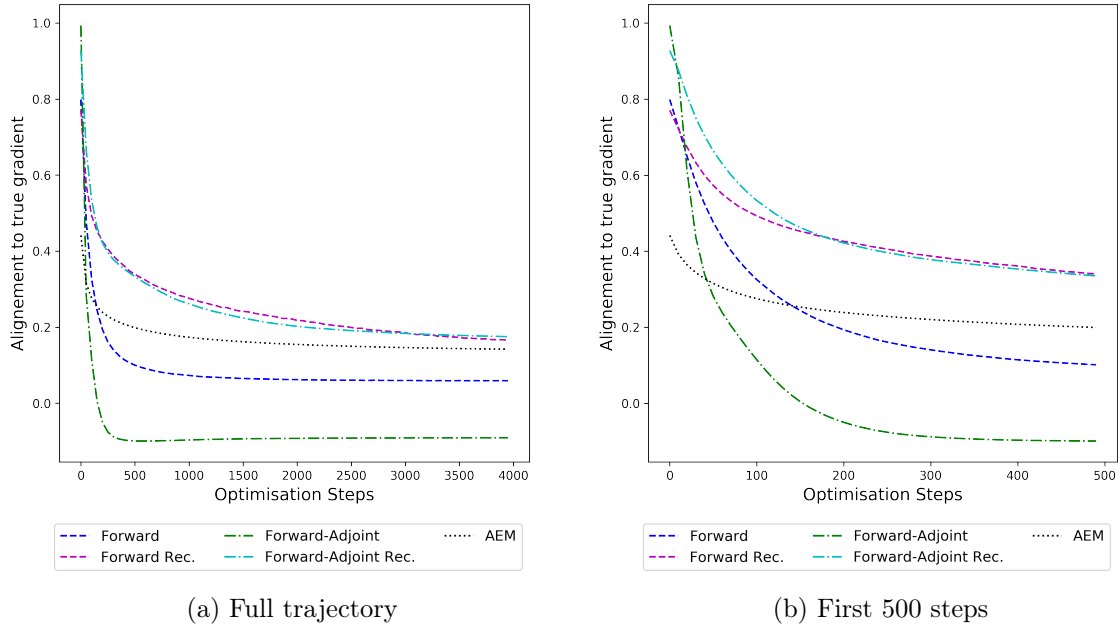 Alignement to true gradient
1.0
0.8
0.6
0.4
0.2
0.0
0 500 1000 1500 2000 2500 3000 3500 4000
Optimisation Steps
Forward Forward-Adjoint AEM
Forward Rec. Forward-Adjoint Rec.
(a) Full trajectory
Alignement to true gradient
1.0
0.8
0.6
0.4
0.2
0.0
0 100 200 300 400 500
Optimisation Steps
Forward Forward-Adjoint AEM
Forward Rec. Forward-Adjoint Rec.
(b) First 500 steps